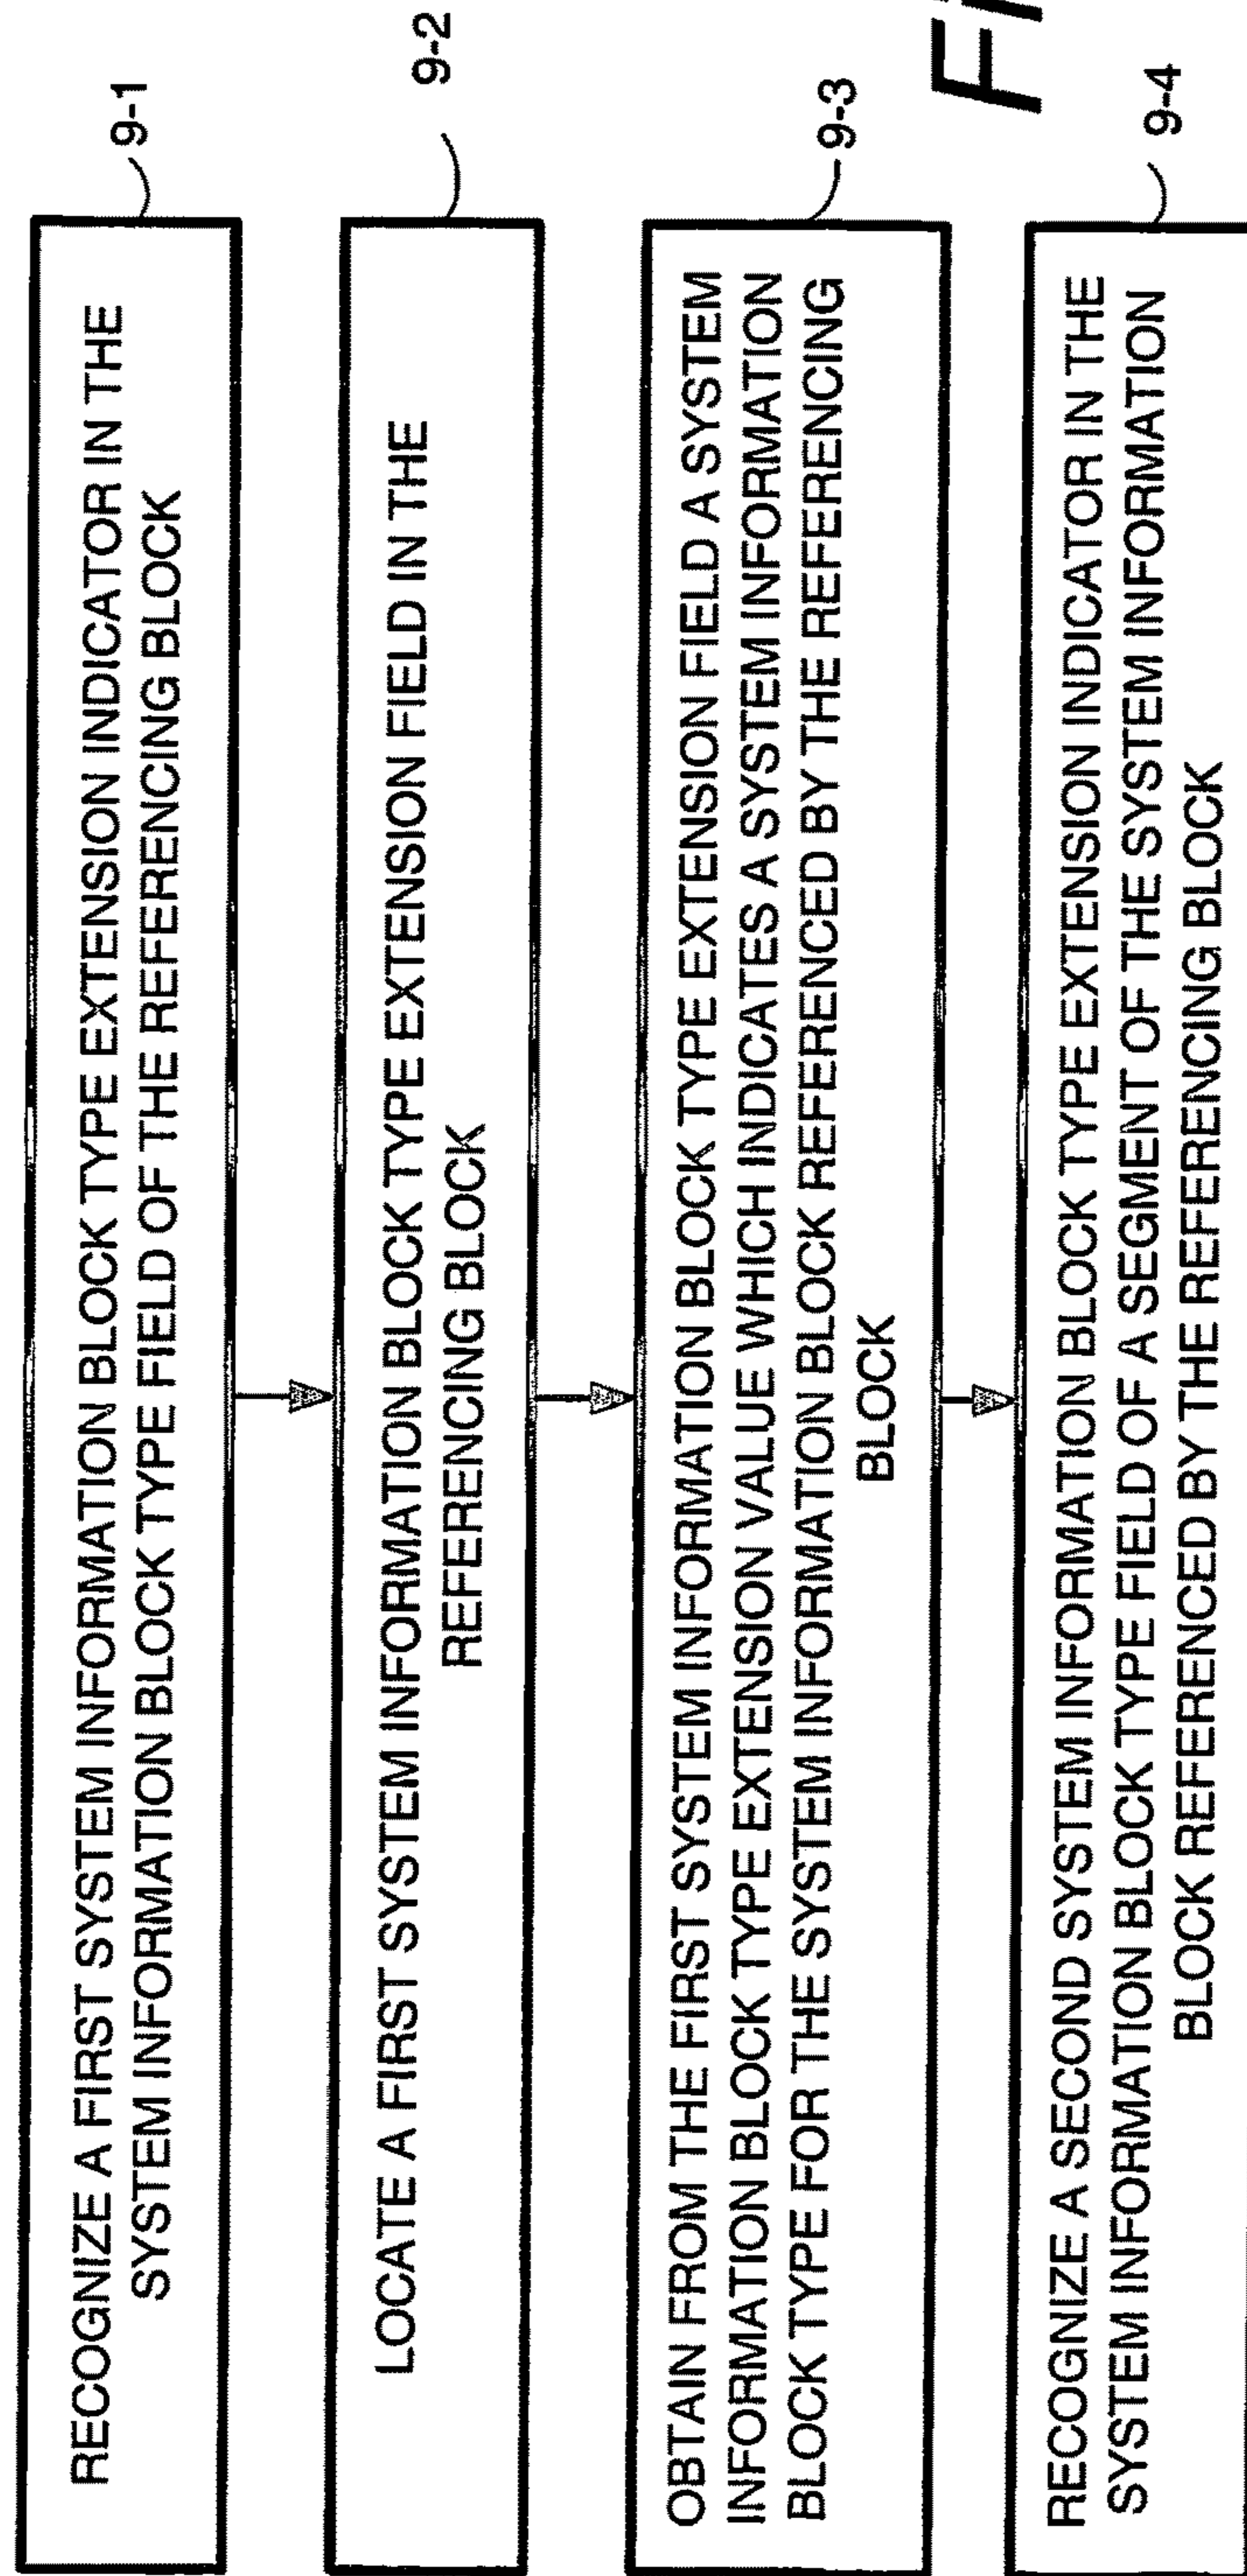 9-1
RECOGNIZE A FIRST SYSTEM INFORMATION BLOCK TYPE EXTENSION INDICATOR IN THE
SYSTEM INFORMATION BLOCK TYPE FIELD OF THE REFERENCING BLOCK
9-2
LOCATE A FIRST SYSTEM INFORMATION BLOCK TYPE EXTENSION FIELD IN THE
REFERENCING BLOCK
9-3
OBTAIN FROM THE FIRST SYSTEM INFORMATION BLOCK TYPE EXTENSION FIELD A SYSTEM
INFORMATION BLOCK TYPE EXTENSION VALUE WHICH INDICATES A SYSTEM INFORMATION
BLOCK TYPE FOR THE SYSTEM INFORMATION BLOCK REFERENCED BY THE REFERENCING
BLOCK
9-4
RECOGNIZE A SECOND SYSTEM INFORMATION BLOCK TYPE EXTENSION INDICATOR IN THE
SYSTEM INFORMATION BLOCK TYPE FIELD OF A SEGMENT OF THE SYSTEM INFORMATION
BLOCK REFERENCED BY THE REFERENCING BLOCK